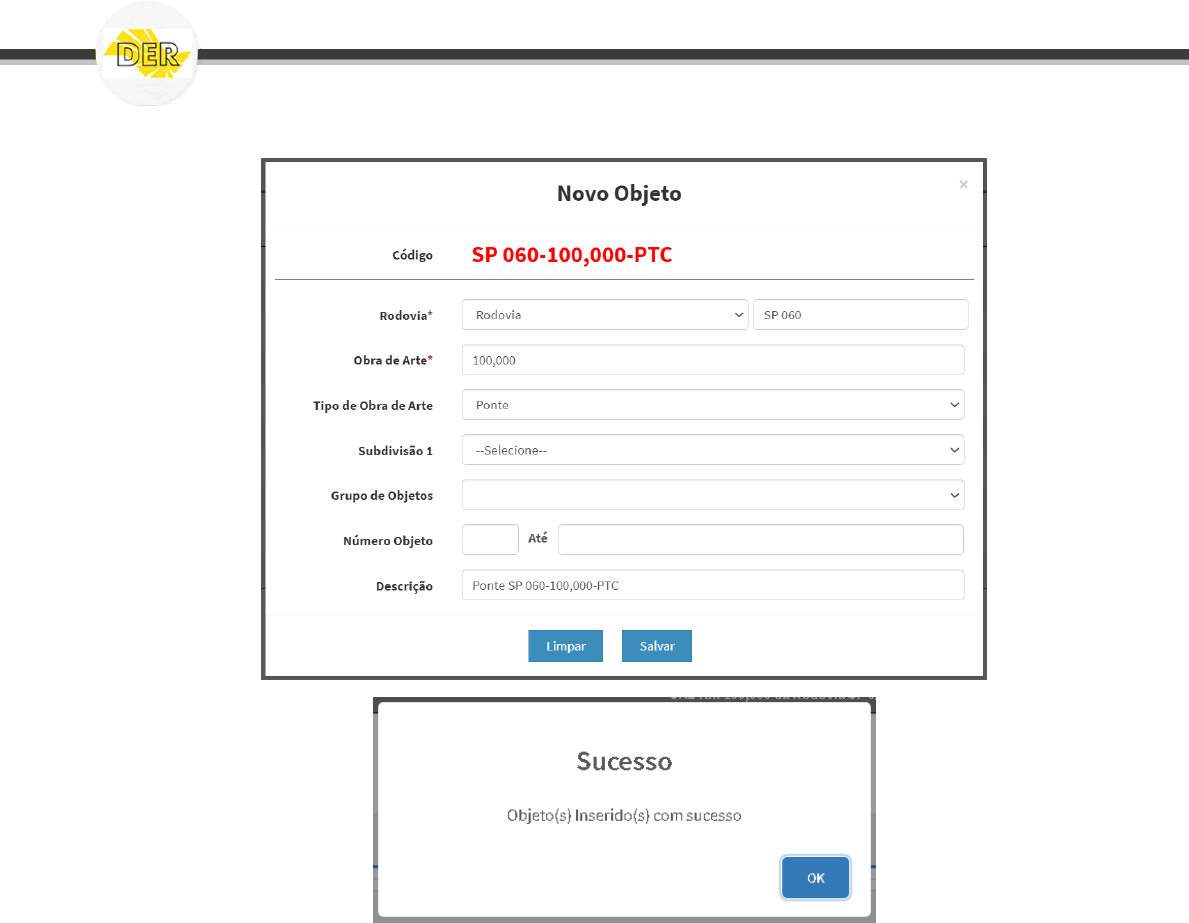 DER
Novo Objeto
×
Código SP 060-100,000-PTC
Rodovia* Rodovia SP 060
Obra de Arte* 100,000
Tipo de Obra de Arte Ponte
Subdivisão 1 --Selecione--
Grupo de Objetos
Número Objeto Até
Descrição Ponte SP 060-100,000-PTC
Limpar Salvar
Sucesso
Objeto(s) Inserido(s) com sucesso
OK